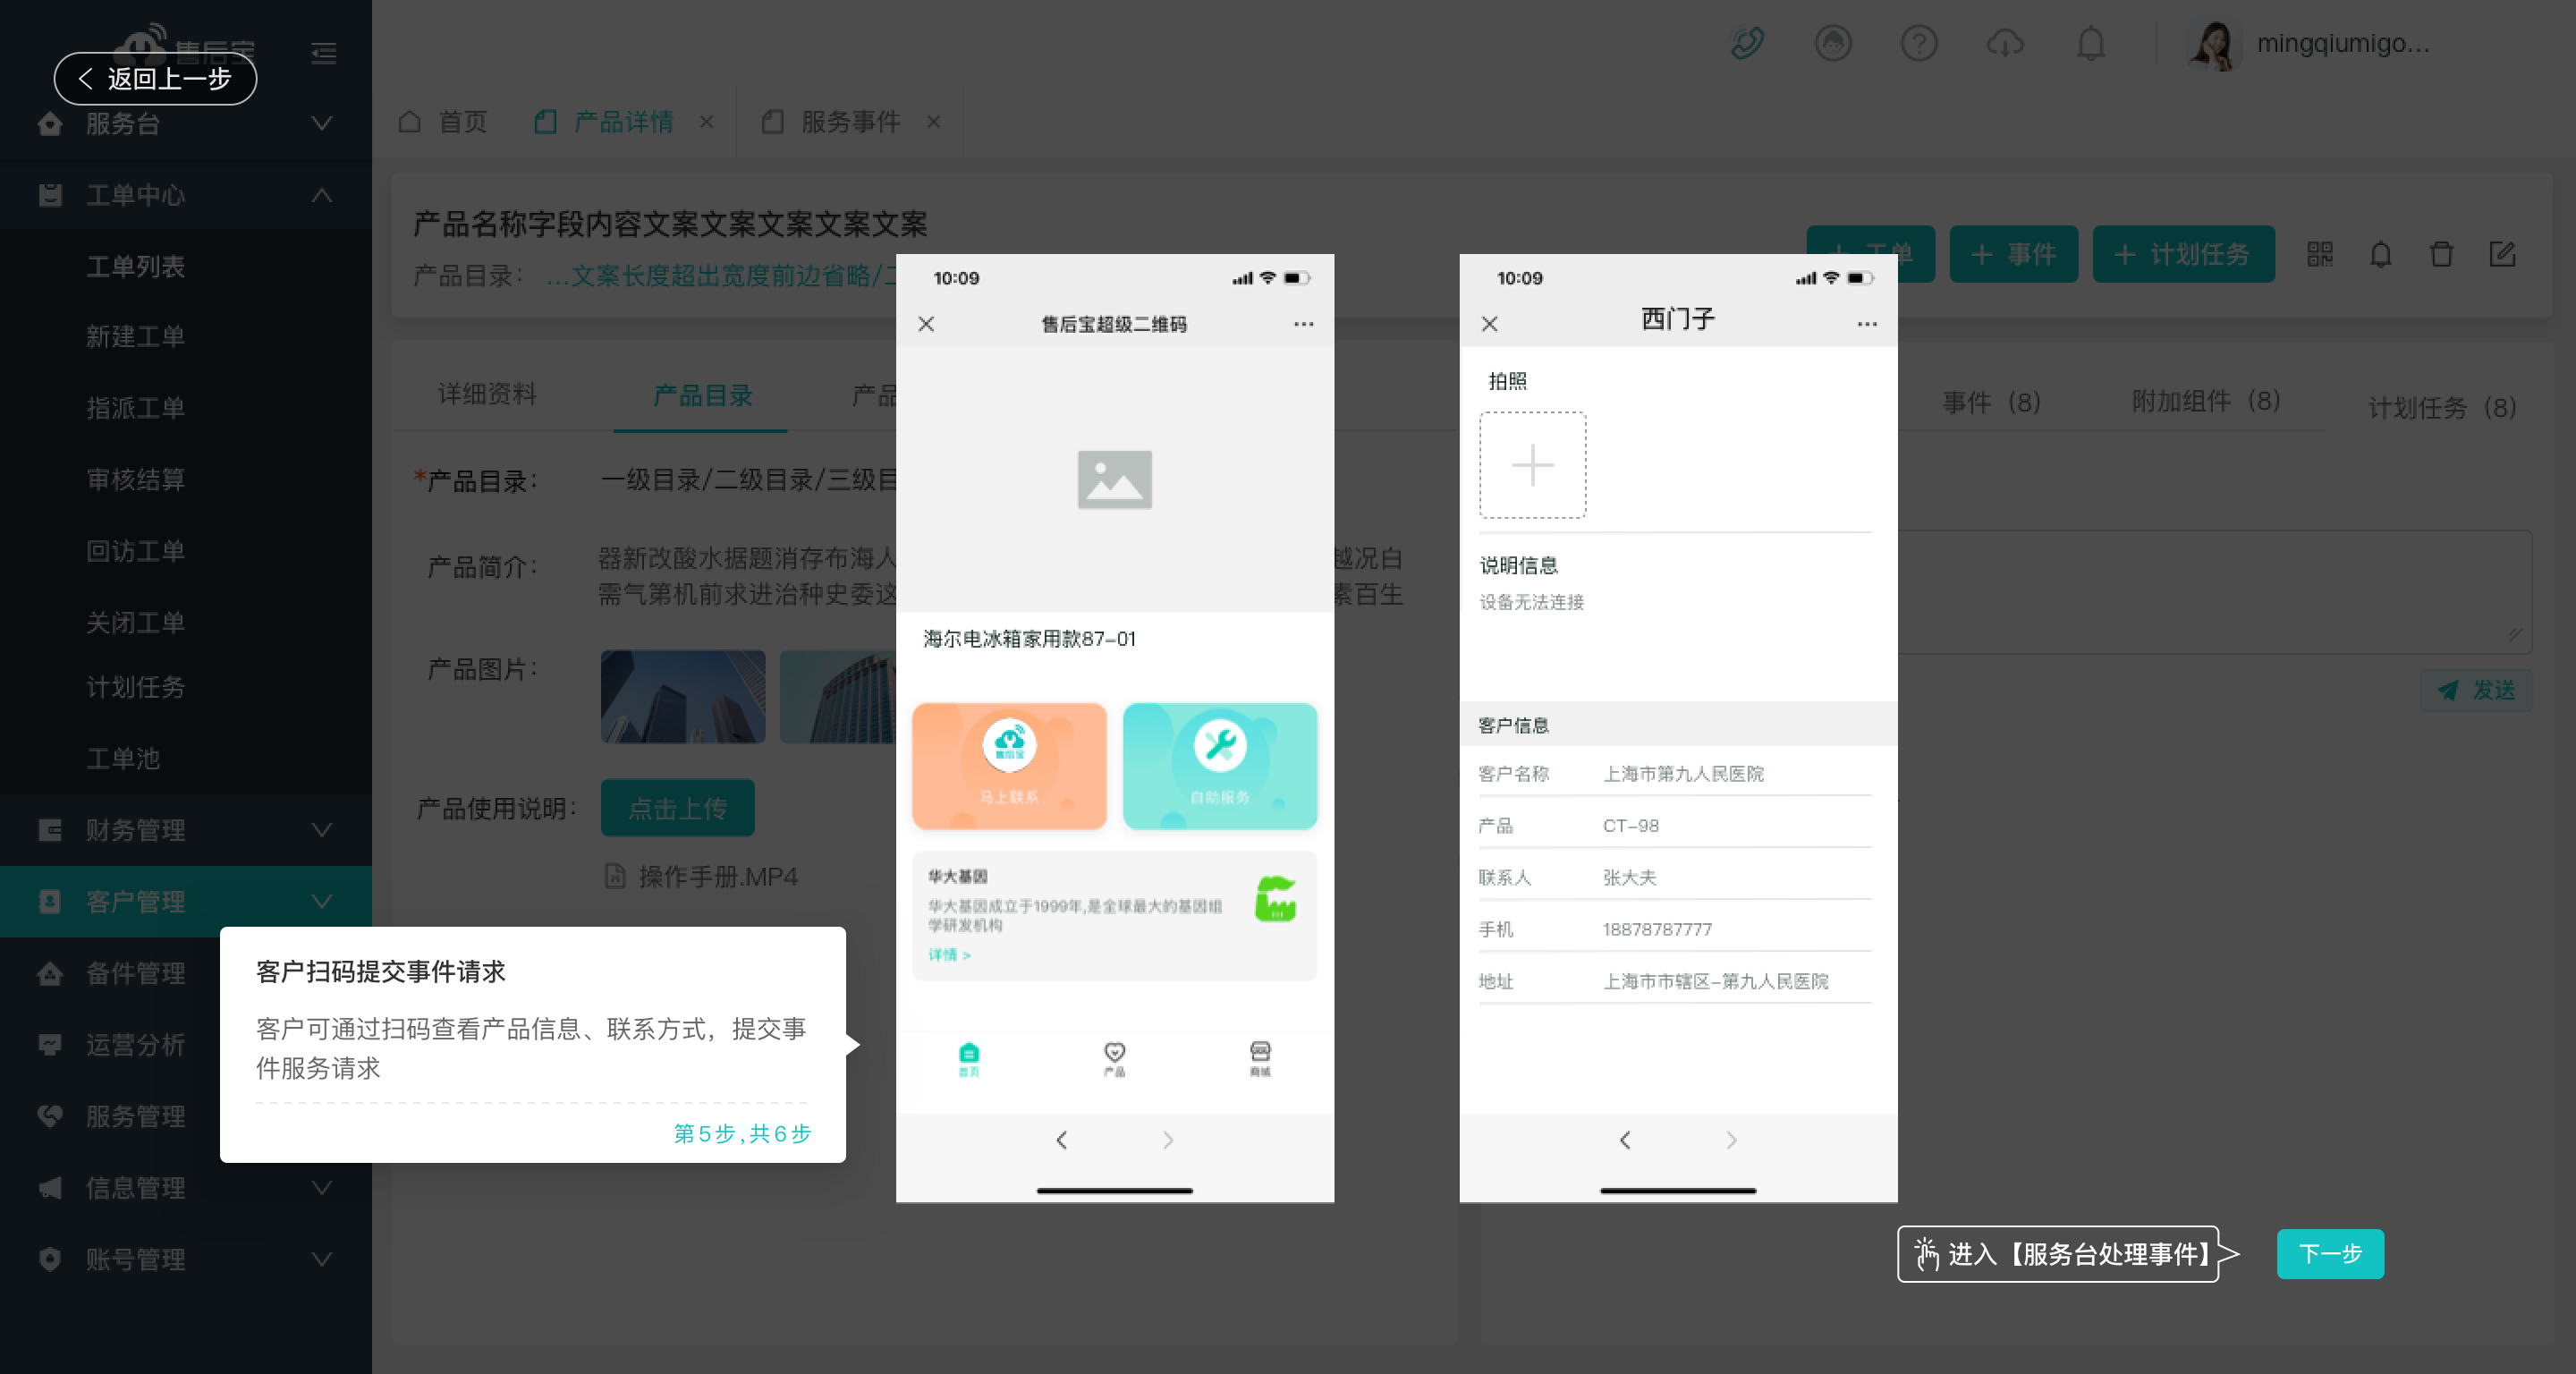 售后宝
返回上一步
mingqiumigo...
服务台
工单中心
工单列表
新建工单
指派工单
审核结算
回访工单
关闭工单
计划任务
工单池
财务管理
客户管理
备件管理
运营分析
服务管理
信息管理
账号管理
首页
产品详情
服务事件
产品名称字段内容文案文案文案文案文案
产品目录：
...文案长度超出宽度前边省略/二
工单
事件
计划任务
详细资料
产品目录
产品
事件（8）
附加组件（8）
计划任务（8）
*产品目录：
一级目录/二级目录/三级目
产品简介：
器新改酸水据题消存布海人
越况白
需气第机前求进治种史委这
素百生
产品图片：
产品使用说明：
点击上传
操作手册.MP4
发送
客户扫码提交事件请求
客户可通过扫码查看产品信息、联系方式，提交事
件服务请求
第5步,共6步
10:09
售后宝超级二维码
海尔电冰箱家用款87-01
售后宝
马上联系
自助服务
华大基因
华大基因成立于1999年,是全球最大的基因组
学研发机构
详情 >
首页
产品
商城
10:09
西门子
拍照
说明信息
设备无法连接
客户信息
客户名称
上海市第九人民医院
产品
CT-98
联系人
张大夫
手机
18878787777
地址
上海市市辖区-第九人民医院
进入【服务台处理事件】
下一步